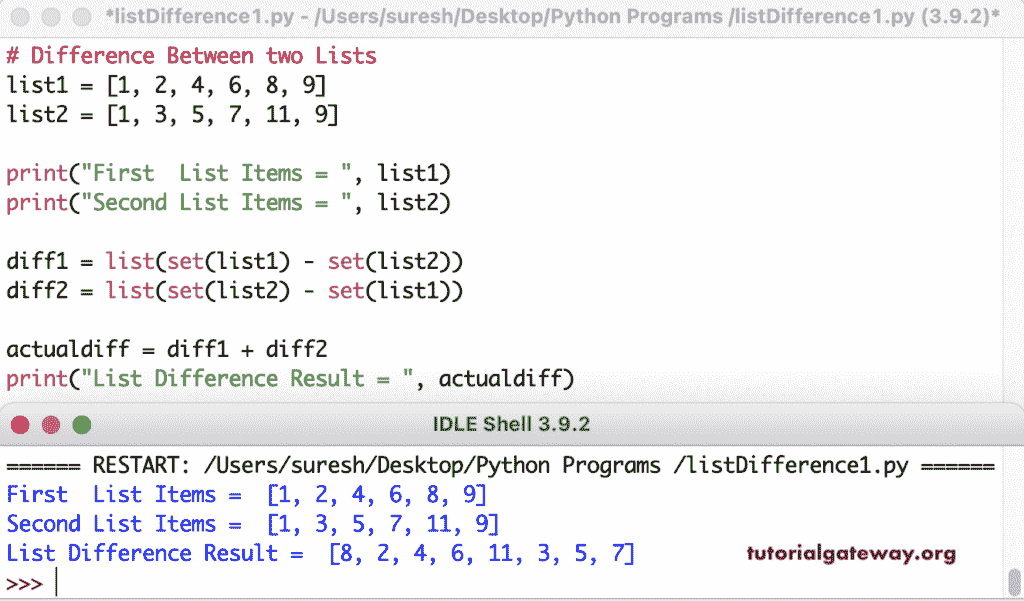 *listDifference1.py - /Users/suresh/Desktop/Python Programs /listDifference1.py (3.9.2)*
# Difference Between two Lists
list1 = [1, 2, 4, 6, 8, 9]
list2 = [1, 3, 5, 7, 11, 9]
print("First  List Items = ", list1)
print("Second List Items = ", list2)
diff1 = list(set(list1) - set(list2))
diff2 = list(set(list2) - set(list1))
actualdiff = diff1 + diff2
print("List Difference Result = ", actualdiff)
IDLE Shell 3.9.2
====== RESTART: /Users/suresh/Desktop/Python Programs /listDifference1.py ======
First  List Items =  [1, 2, 4, 6, 8, 9]
Second List Items =  [1, 3, 5, 7, 11, 9]
List Difference Result =  [8, 2, 4, 6, 11, 3, 5, 7]
tutorialgateway.org
>>>